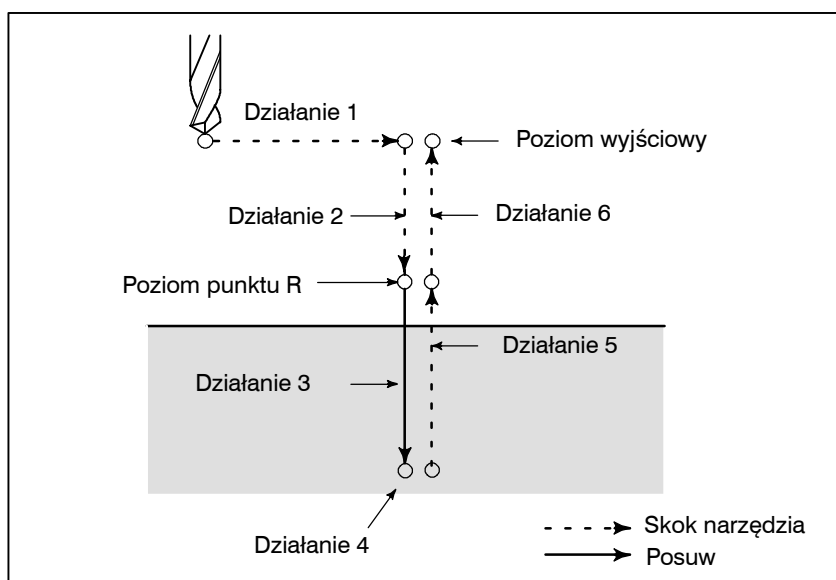 Działanie 1
Poziom wyjściowy
Działanie 2
Działanie 6
Poziom punktu R
Działanie 5
Działanie 3
Działanie 4
Skok narzędzia
Posuw